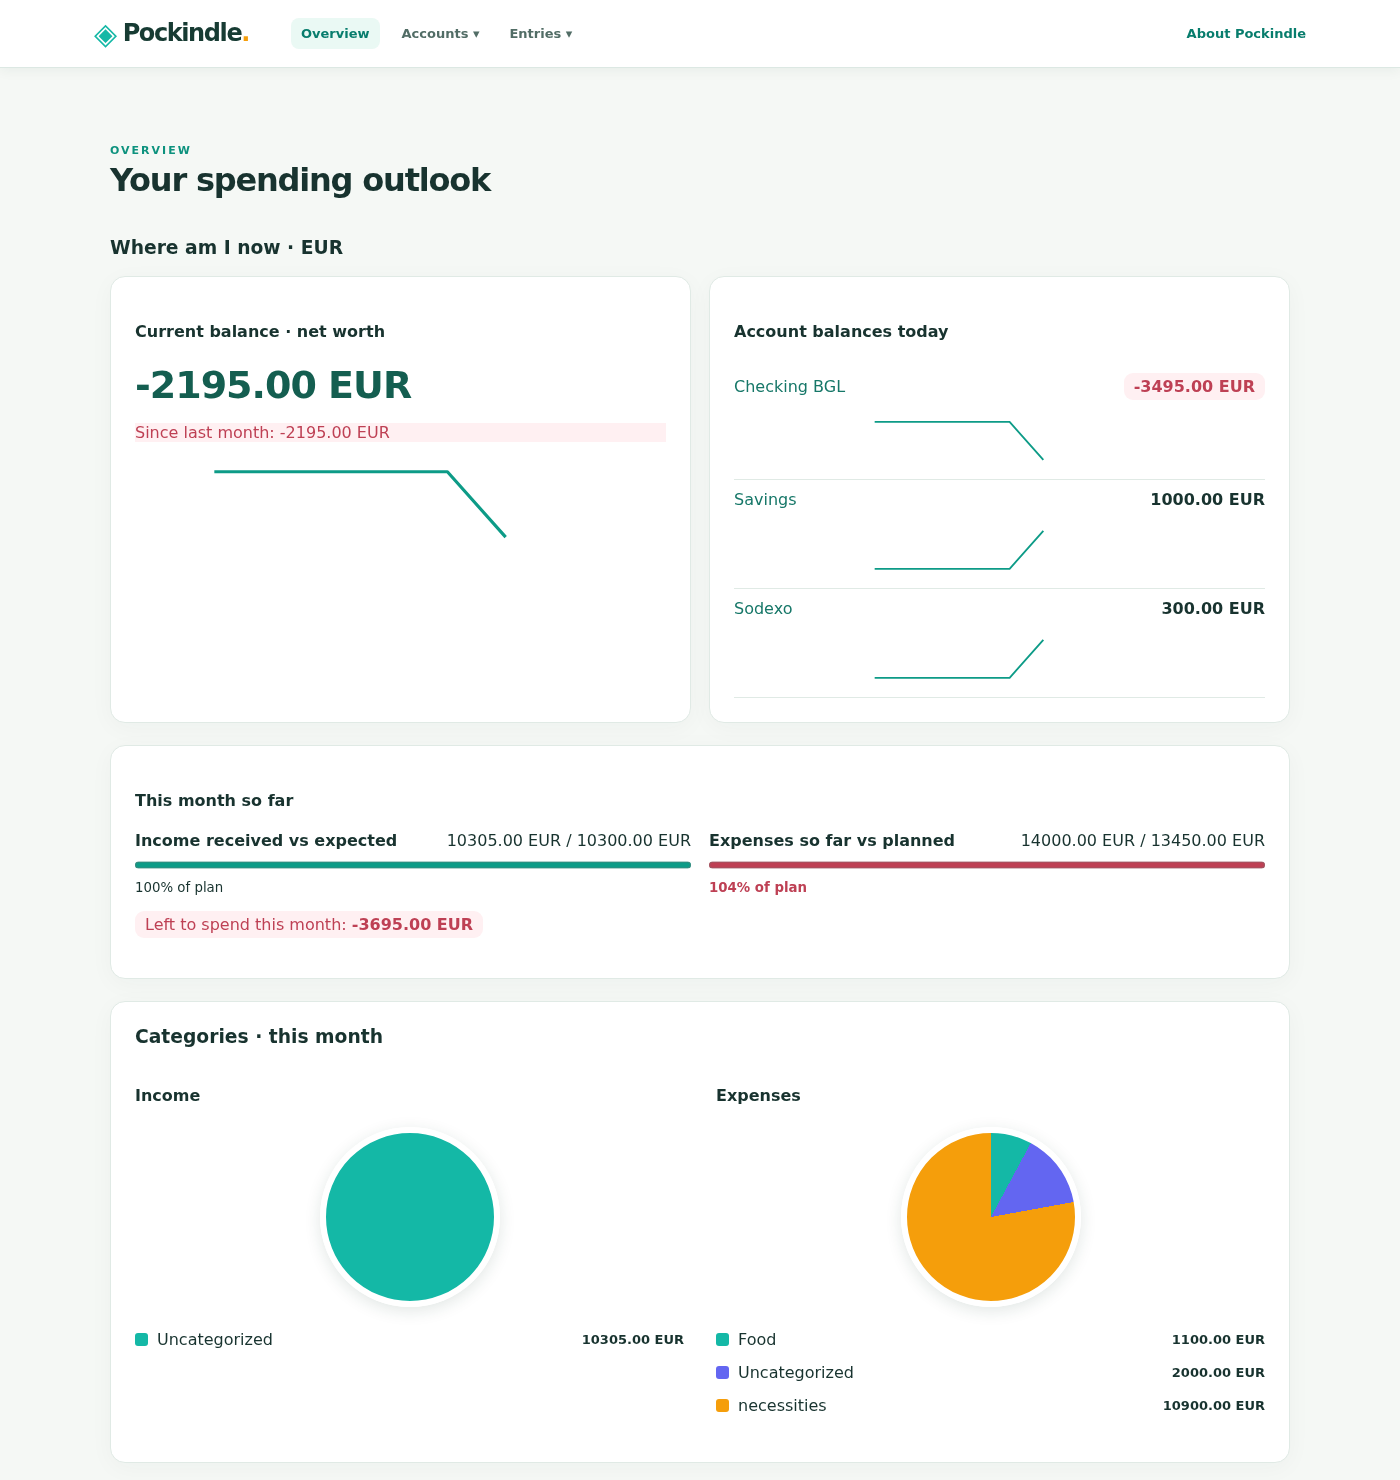 Pockindle.
Overview
Accounts ▾
Entries ▾
About Pockindle
OVERVIEW
Your spending outlook
Where am I now · EUR
Current balance · net worth
-2195.00 EUR
Since last month: -2195.00 EUR
Account balances today
Checking BGL -3495.00 EUR
Savings 1000.00 EUR
Sodexo 300.00 EUR
This month so far
Income received vs expected 10305.00 EUR / 10300.00 EUR
100% of plan
Expenses so far vs planned 14000.00 EUR / 13450.00 EUR
104% of plan
Left to spend this month: -3695.00 EUR
Categories · this month
Income
Uncategorized 10305.00 EUR
Expenses
Food 1100.00 EUR
Uncategorized 2000.00 EUR
necessities 10900.00 EUR